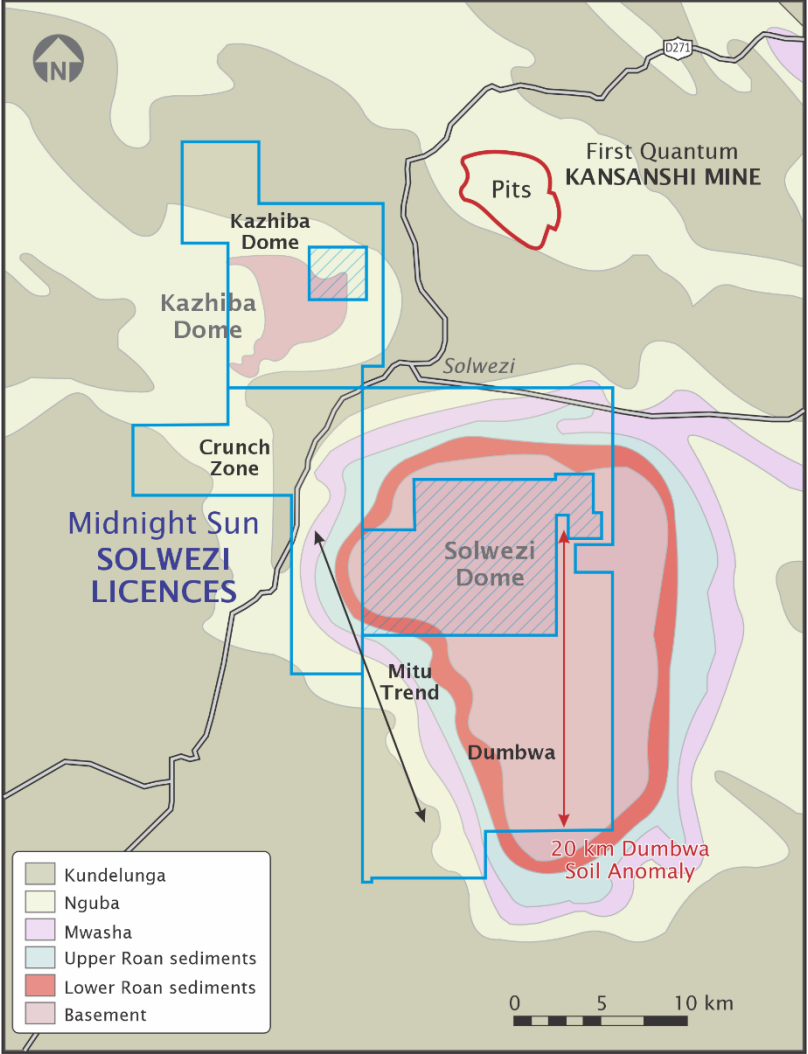 N
D271
First Quantum
KANSANSHI MINE
Pits
Kazhiba
Dome
Kazhiba
Dome
Solwezi
Crunch
Zone
Midnight Sun
SOLWEZI
LICENCES
Solwezi
Dome
Mitu
Trend
Dumbwa
20 km Dumbwa
Soil Anomaly
Kundelunga
Nguba
Mwasha
Upper Roan sediments
Lower Roan sediments
Basement
0 5 10 km